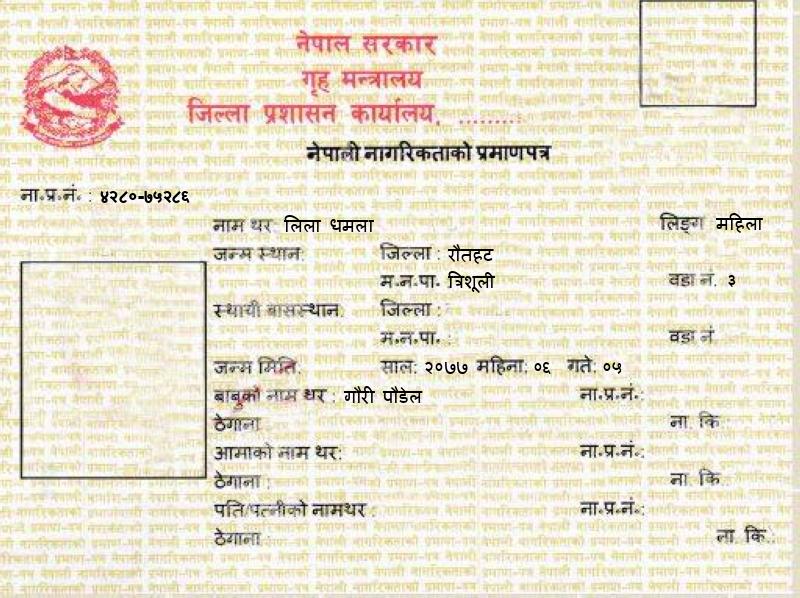 नेपाल सरकार
गृह मन्त्रालय
जिल्ला प्रशासन कार्यालय, .........
नेपाली नागरिकताको प्रमाणपत्र
ना.प्र.नं. : ४२८०-७५२८६
नाम थर: लिला धमला लिङ्ग महिला
जन्म स्थान: जिल्ला : रौतहट
म.न.पा. त्रिशूली वडा नं. ३
स्थायी बासस्थान: जिल्ला :
म.न.पा. : वडा नं.
जन्म मिति: साल: २०७७ महिना: ०६ गते: ०५
बाबुको नाम थर : गौरी पौडेल ना.प्र.नं.:
ठेगाना : ना. कि.:
आमाको नाम थर: ना.प्र.नं.:
ठेगाना : ना. कि.
पति/पत्नीको नामथर : ना.प्र.नं.:
ठेगाना : ना. कि.: